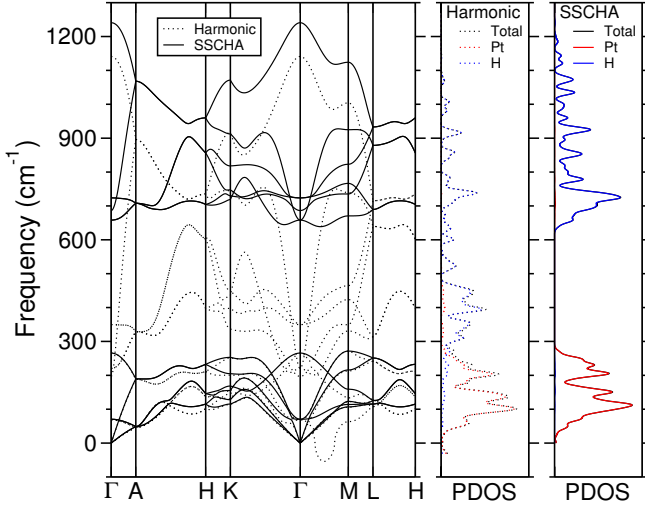 Harmonic
SSCHA
Harmonic
Total
Pt
H
SSCHA
Total
Pt
H
1200
900
600
300
0
Frequency (cm⁻¹)
Γ A H K Γ M L H
PDOS
PDOS